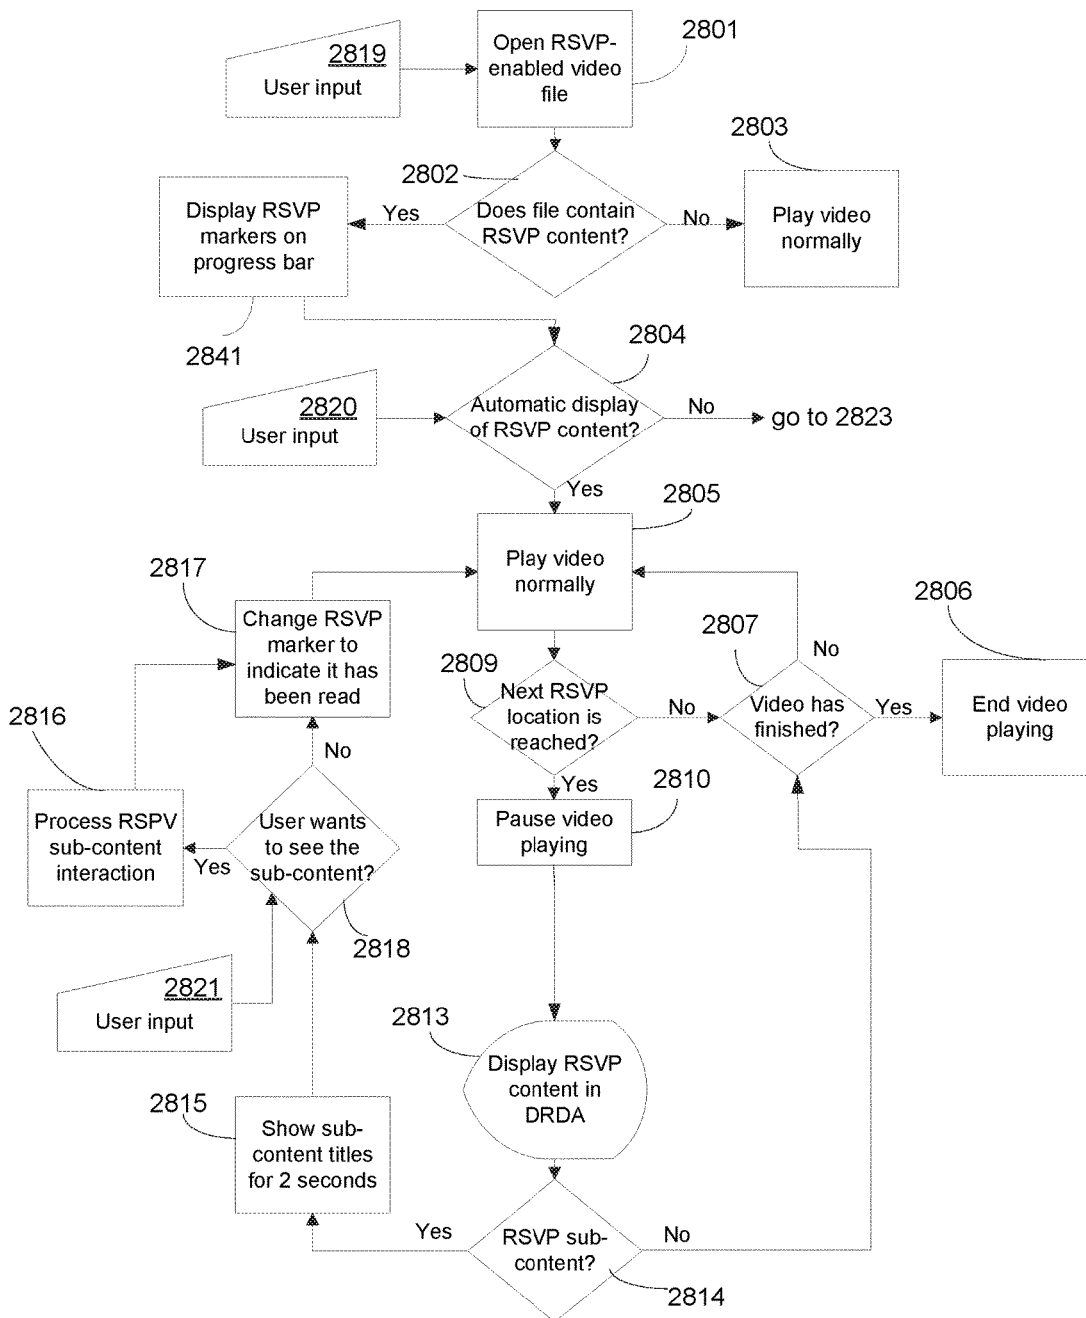 2801
2819
User input
Open RSVP-
enabled video
file
2802
2803
Display RSVP
markers on
progress bar
Yes
Does file contain
RSVP content?
No
Play video
normally
2841
2804
2820
User input
Automatic display
of RSVP content?
No
go to 2823
Yes
2805
Play video
normally
2817
2806
Change RSVP
marker to
indicate it has
been read
2807
No
2809
Next RSVP
location is
reached?
No
Video has
finished?
Yes
End video
playing
2816
No
Yes
2810
Pause video
playing
Process RSPV
sub-content
interaction
Yes
User wants
to see the
sub-content?
2818
2821
User input
2813
Display RSVP
content in
DRDA
2815
Show sub-
content titles
for 2 seconds
Yes
RSVP sub-
content?
No
2814